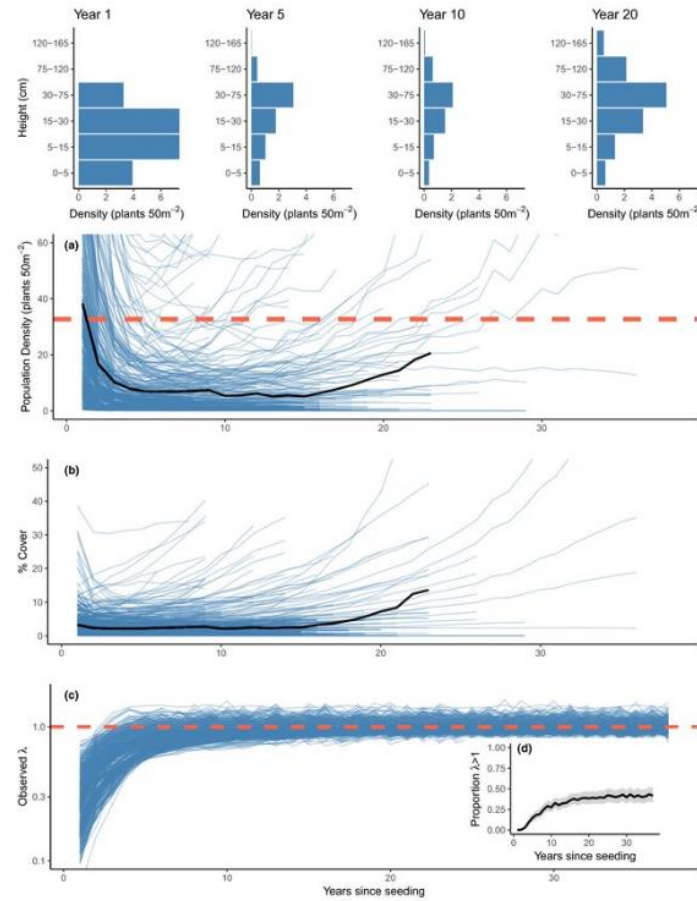 Year 1 Year 5 Year 10 Year 20
Height (cm)
120−165 120−165 120−165 120−165
75−120 75−120 75−120 75−120
30−75 30−75 30−75 30−75
15−30 15−30 15−30 15−30
5−15 5−15 5−15 5−15
0−5 0−5 0−5 0−5
0 2 4 6 0 2 4 6 0 2 4 6 0 2 4 6
Density (plants 50m⁻²) Density (plants 50m⁻²) Density (plants 50m⁻²) Density (plants 50m⁻²)
(a)
Population Density (plants 50m⁻²)
60
40
20
0
0 10 20 30
(b)
% Cover
50
40
30
20
10
0
0 10 20 30
(c)
Observed λ
1.0
0.3
0.1
(d)
Proportion λ>1
1.00
0.75
0.50
0.25
0.00
0 10 20 30
Years since seeding
0 10 20 30
Years since seeding